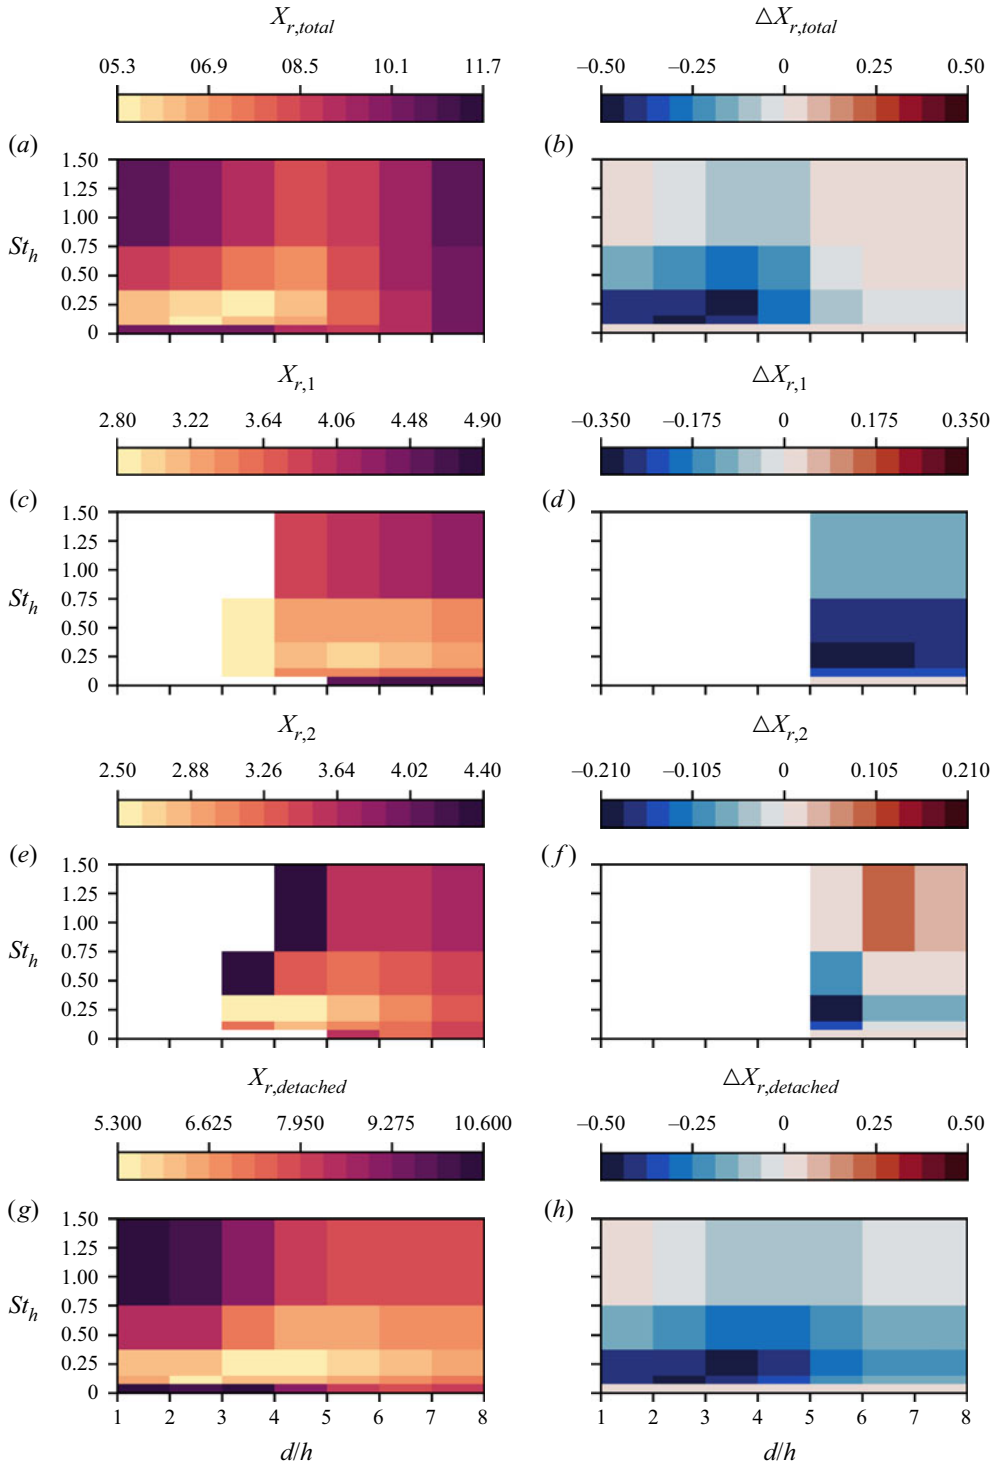 X_{r,total} △X_{r,total}
05.3 06.9 08.5 10.1 11.7 –0.50 –0.25 0 0.25 0.50
(a) (b)
1.50
1.25
1.00
St_h 0.75
0.50
0.25
0
X_{r,1} △X_{r,1}
2.80 3.22 3.64 4.06 4.48 4.90 –0.350 –0.175 0 0.175 0.350
(c) (d)
1.50
1.25
1.00
St_h 0.75
0.50
0.25
0
X_{r,2} △X_{r,2}
2.50 2.88 3.26 3.64 4.02 4.40 –0.210 –0.105 0 0.105 0.210
(e) (f)
1.50
1.25
1.00
St_h 0.75
0.50
0.25
0
X_{r,detached} △X_{r,detached}
5.300 6.625 7.950 9.275 10.600 –0.50 –0.25 0 0.25 0.50
(g) (h)
1.50
1.25
1.00
St_h 0.75
0.50
0.25
0
1 2 3 4 5 6 7 8 1 2 3 4 5 6 7 8
d/h d/h